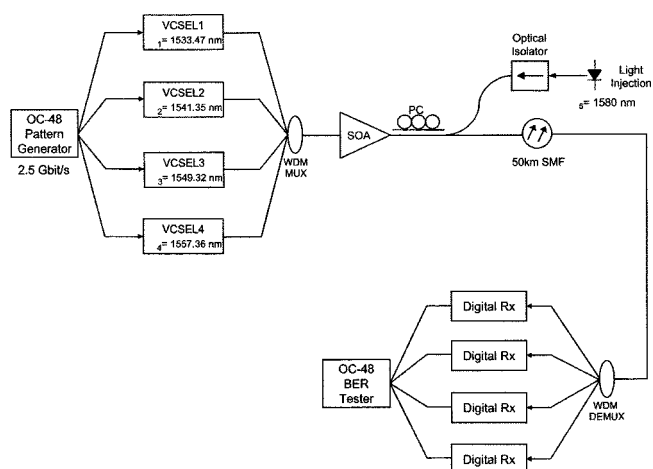 VCSEL1
1= 1533.47 nm
VCSEL2
2= 1541.35 nm
VCSEL3
3= 1549.32 nm
VCSEL4
4= 1557.36 nm
OC-48
Pattern
Generator
2.5 Gbit/s
WDM
MUX
SOA
PC
Optical
Isolator
Light
Injection
s= 1580 nm
50km SMF
Digital Rx
Digital Rx
Digital Rx
Digital Rx
OC-48
BER
Tester
WDM
DEMUX